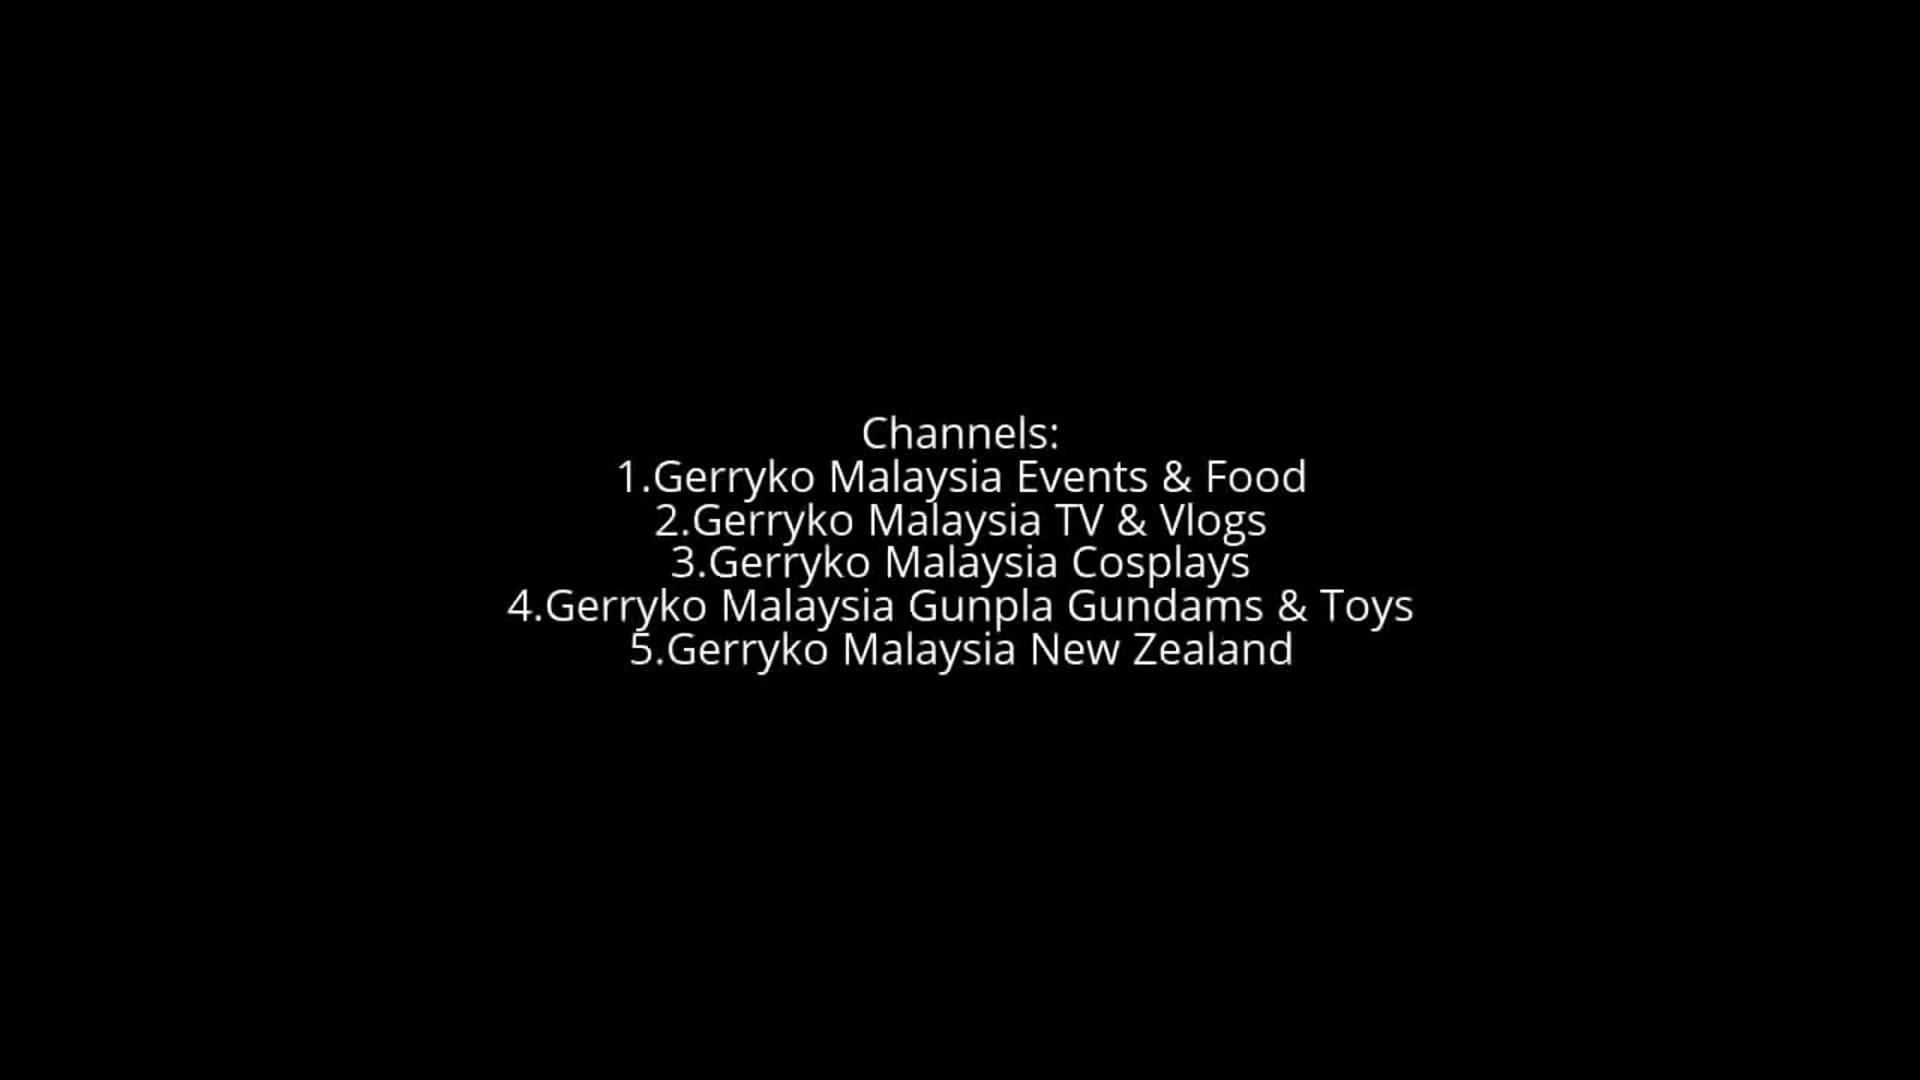 Channels:
1.Gerryko Malaysia Events & Food
2.Gerryko Malaysia TV & Vlogs
3.Gerryko Malaysia Cosplays
4.Gerryko Malaysia Gunpla Gundams & Toys
5.Gerryko Malaysia New Zealand